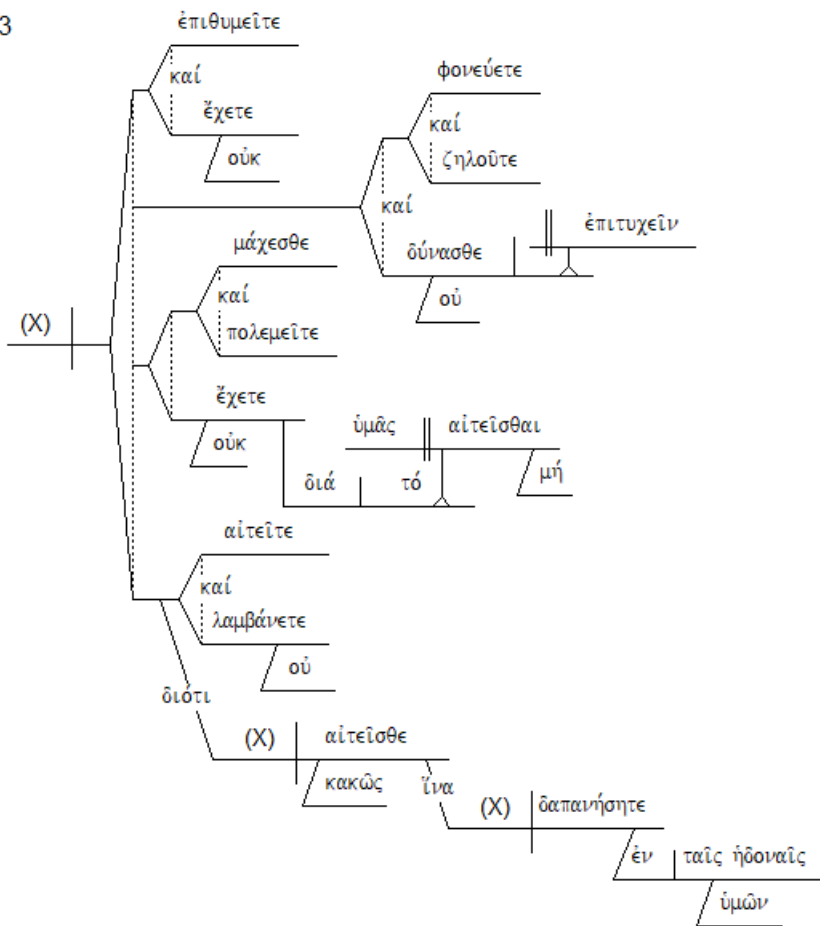 3
ἐπιθυμεῖτε
καί
ἔχετε
οὐκ
φονεύετε
καί
ζηλοῦτε
καί
δύνασθε
ἐπιτυχεῖν
οὐ
μάχεσθε
καί
πολεμεῖτε
(X)
ἔχετε
οὐκ
ὑμᾶς αἰτεῖσθαι
διά τό μή
αἰτεῖτε
καί
λαμβάνετε
οὐ
διότι
(X) αἰτεῖσθε
κακῶς ἵνα
(X) δαπανήσητε
ἐν ταῖς ἡδοναῖς
ὑμῶν